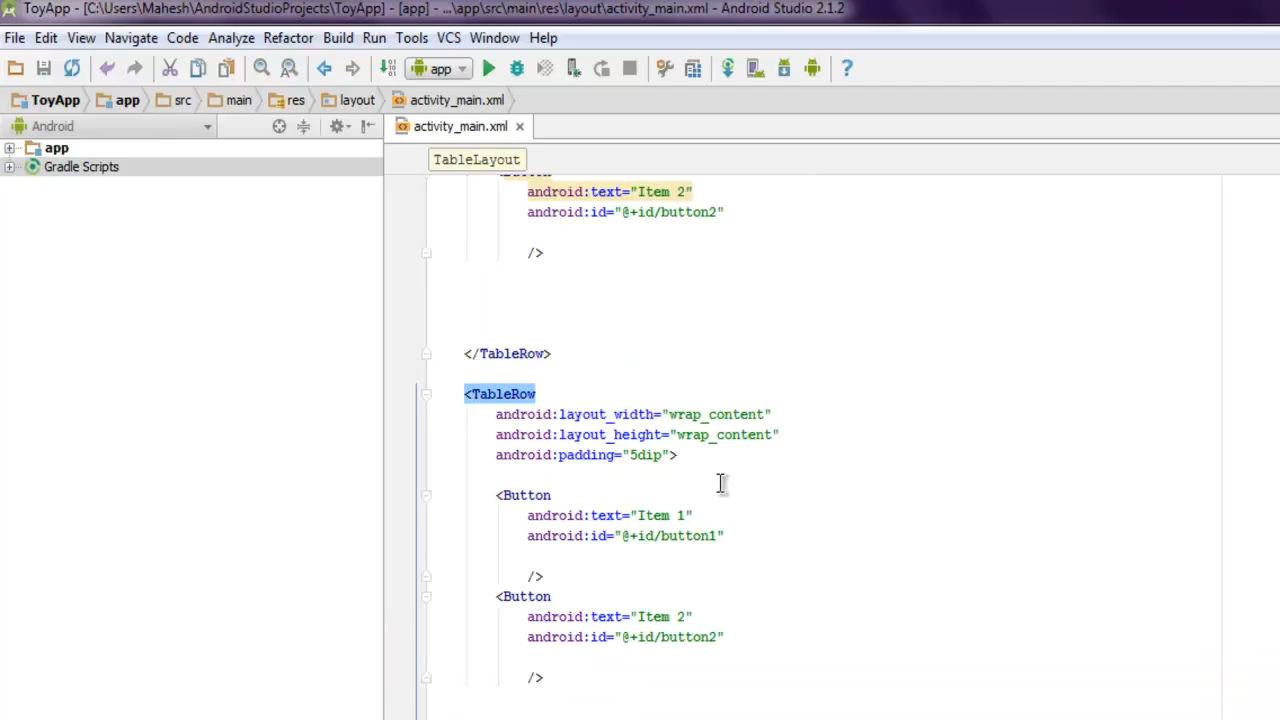 ToyApp - [C:\Users\Mahesh\AndroidStudioProjects\ToyApp] - [app] - ...\app\src\main\res\layout\activity_main.xml - Android Studio 2.1.2
File Edit View Navigate Code Analyze Refactor Build Run Tools VCS Window Help
app
ToyApp app src main res layout activity_main.xml
Android activity_main.xml
app
TableLayout
Gradle Scripts
android:text="Item 2"
android:id="@+id/button2"
/>
</TableRow>
<TableRow
android:layout_width="wrap_content"
android:layout_height="wrap_content"
android:padding="5dip">
<Button
android:text="Item 1"
android:id="@+id/button1"
/>
<Button
android:text="Item 2"
android:id="@+id/button2"
/>